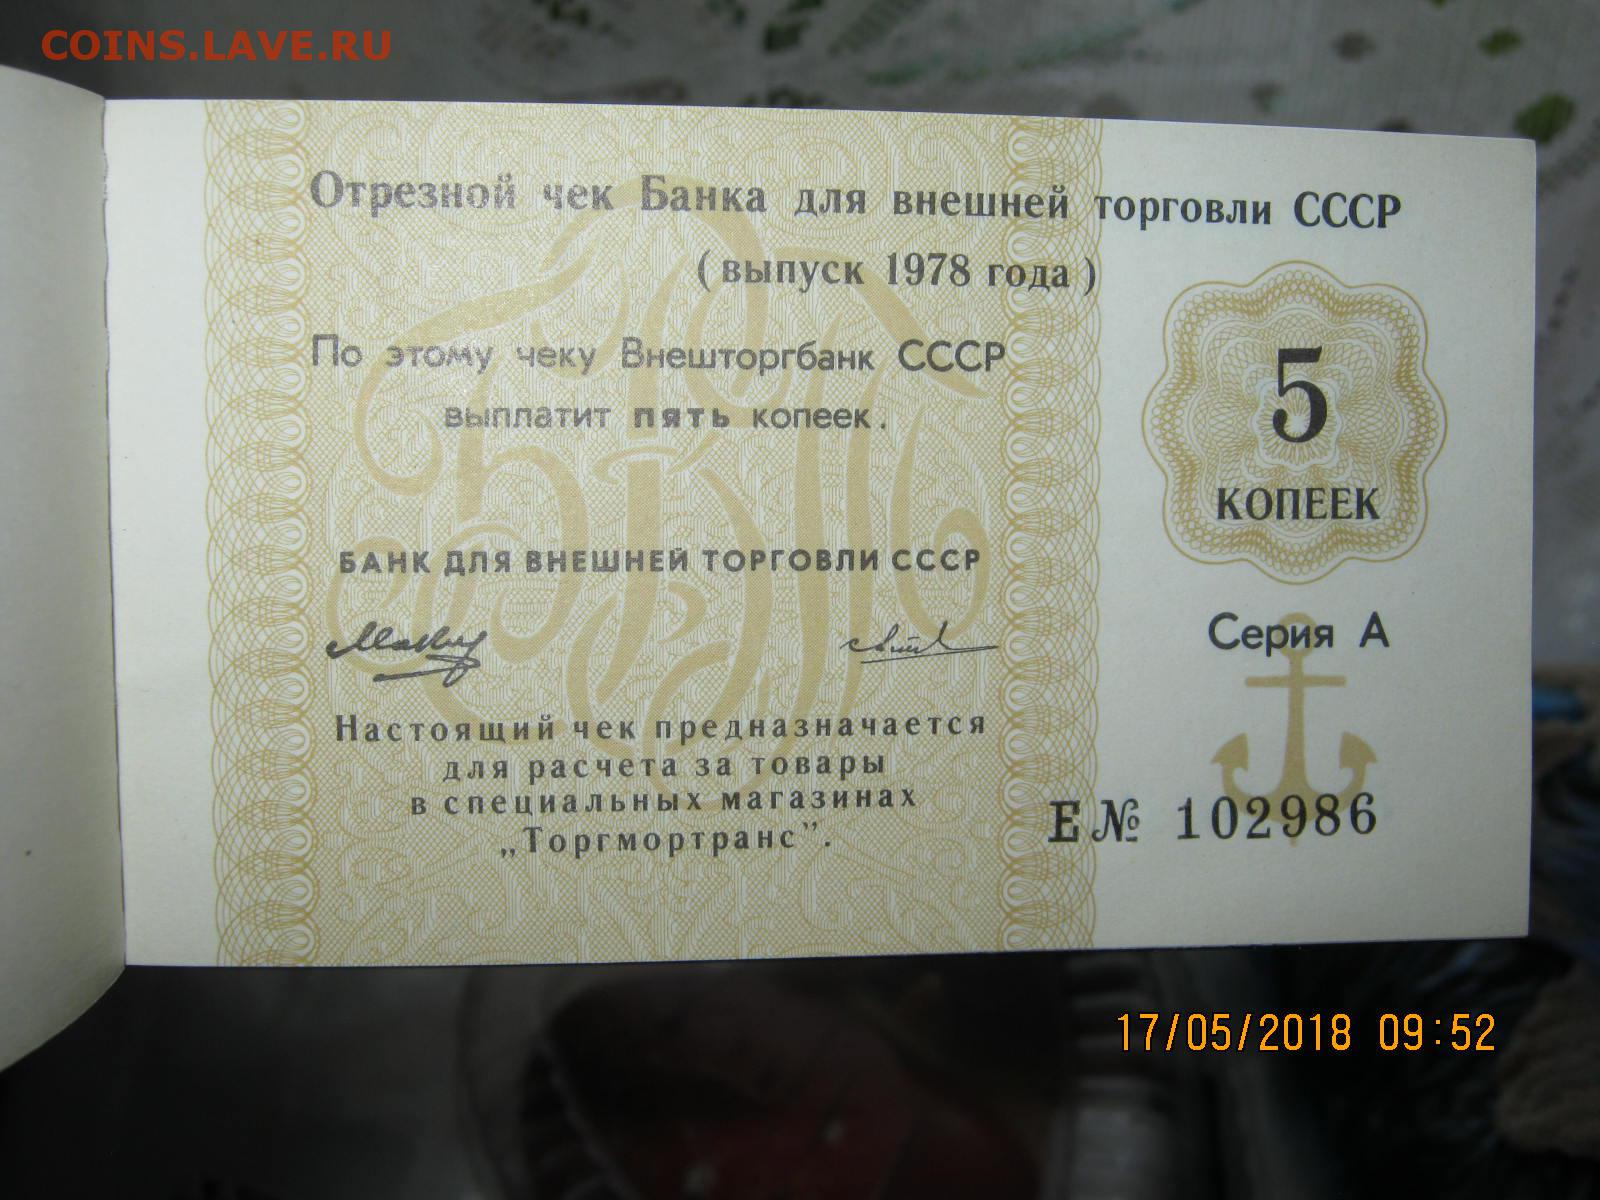 COINS.LAVE.RU
Отрезной чек Банка для внешней торговли СССР
(выпуск 1978 года)
По этому чеку Внешторгбанк СССР
выплатит пять копеек.
5
КОПЕЕК
БАНК ДЛЯ ВНЕШНЕЙ ТОРГОВЛИ СССР
Серия А
Настоящий чек предназначается
для расчета за товары
в специальных магазинах
„Торгмортранс”.
Е № 102986
17/05/2018 09:52